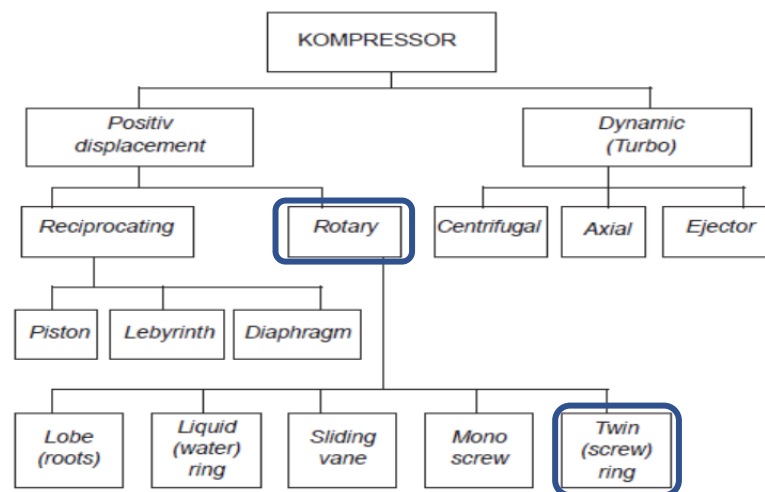 KOMPRESSOR
Positiv
displacement
Dynamic
(Turbo)
Reciprocating
Rotary
Centrifugal
Axial
Ejector
Piston
Lebyrinth
Diaphragm
Lobe
(roots)
Liquid
(water)
ring
Sliding
vane
Mono
screw
Twin
(screw)
ring